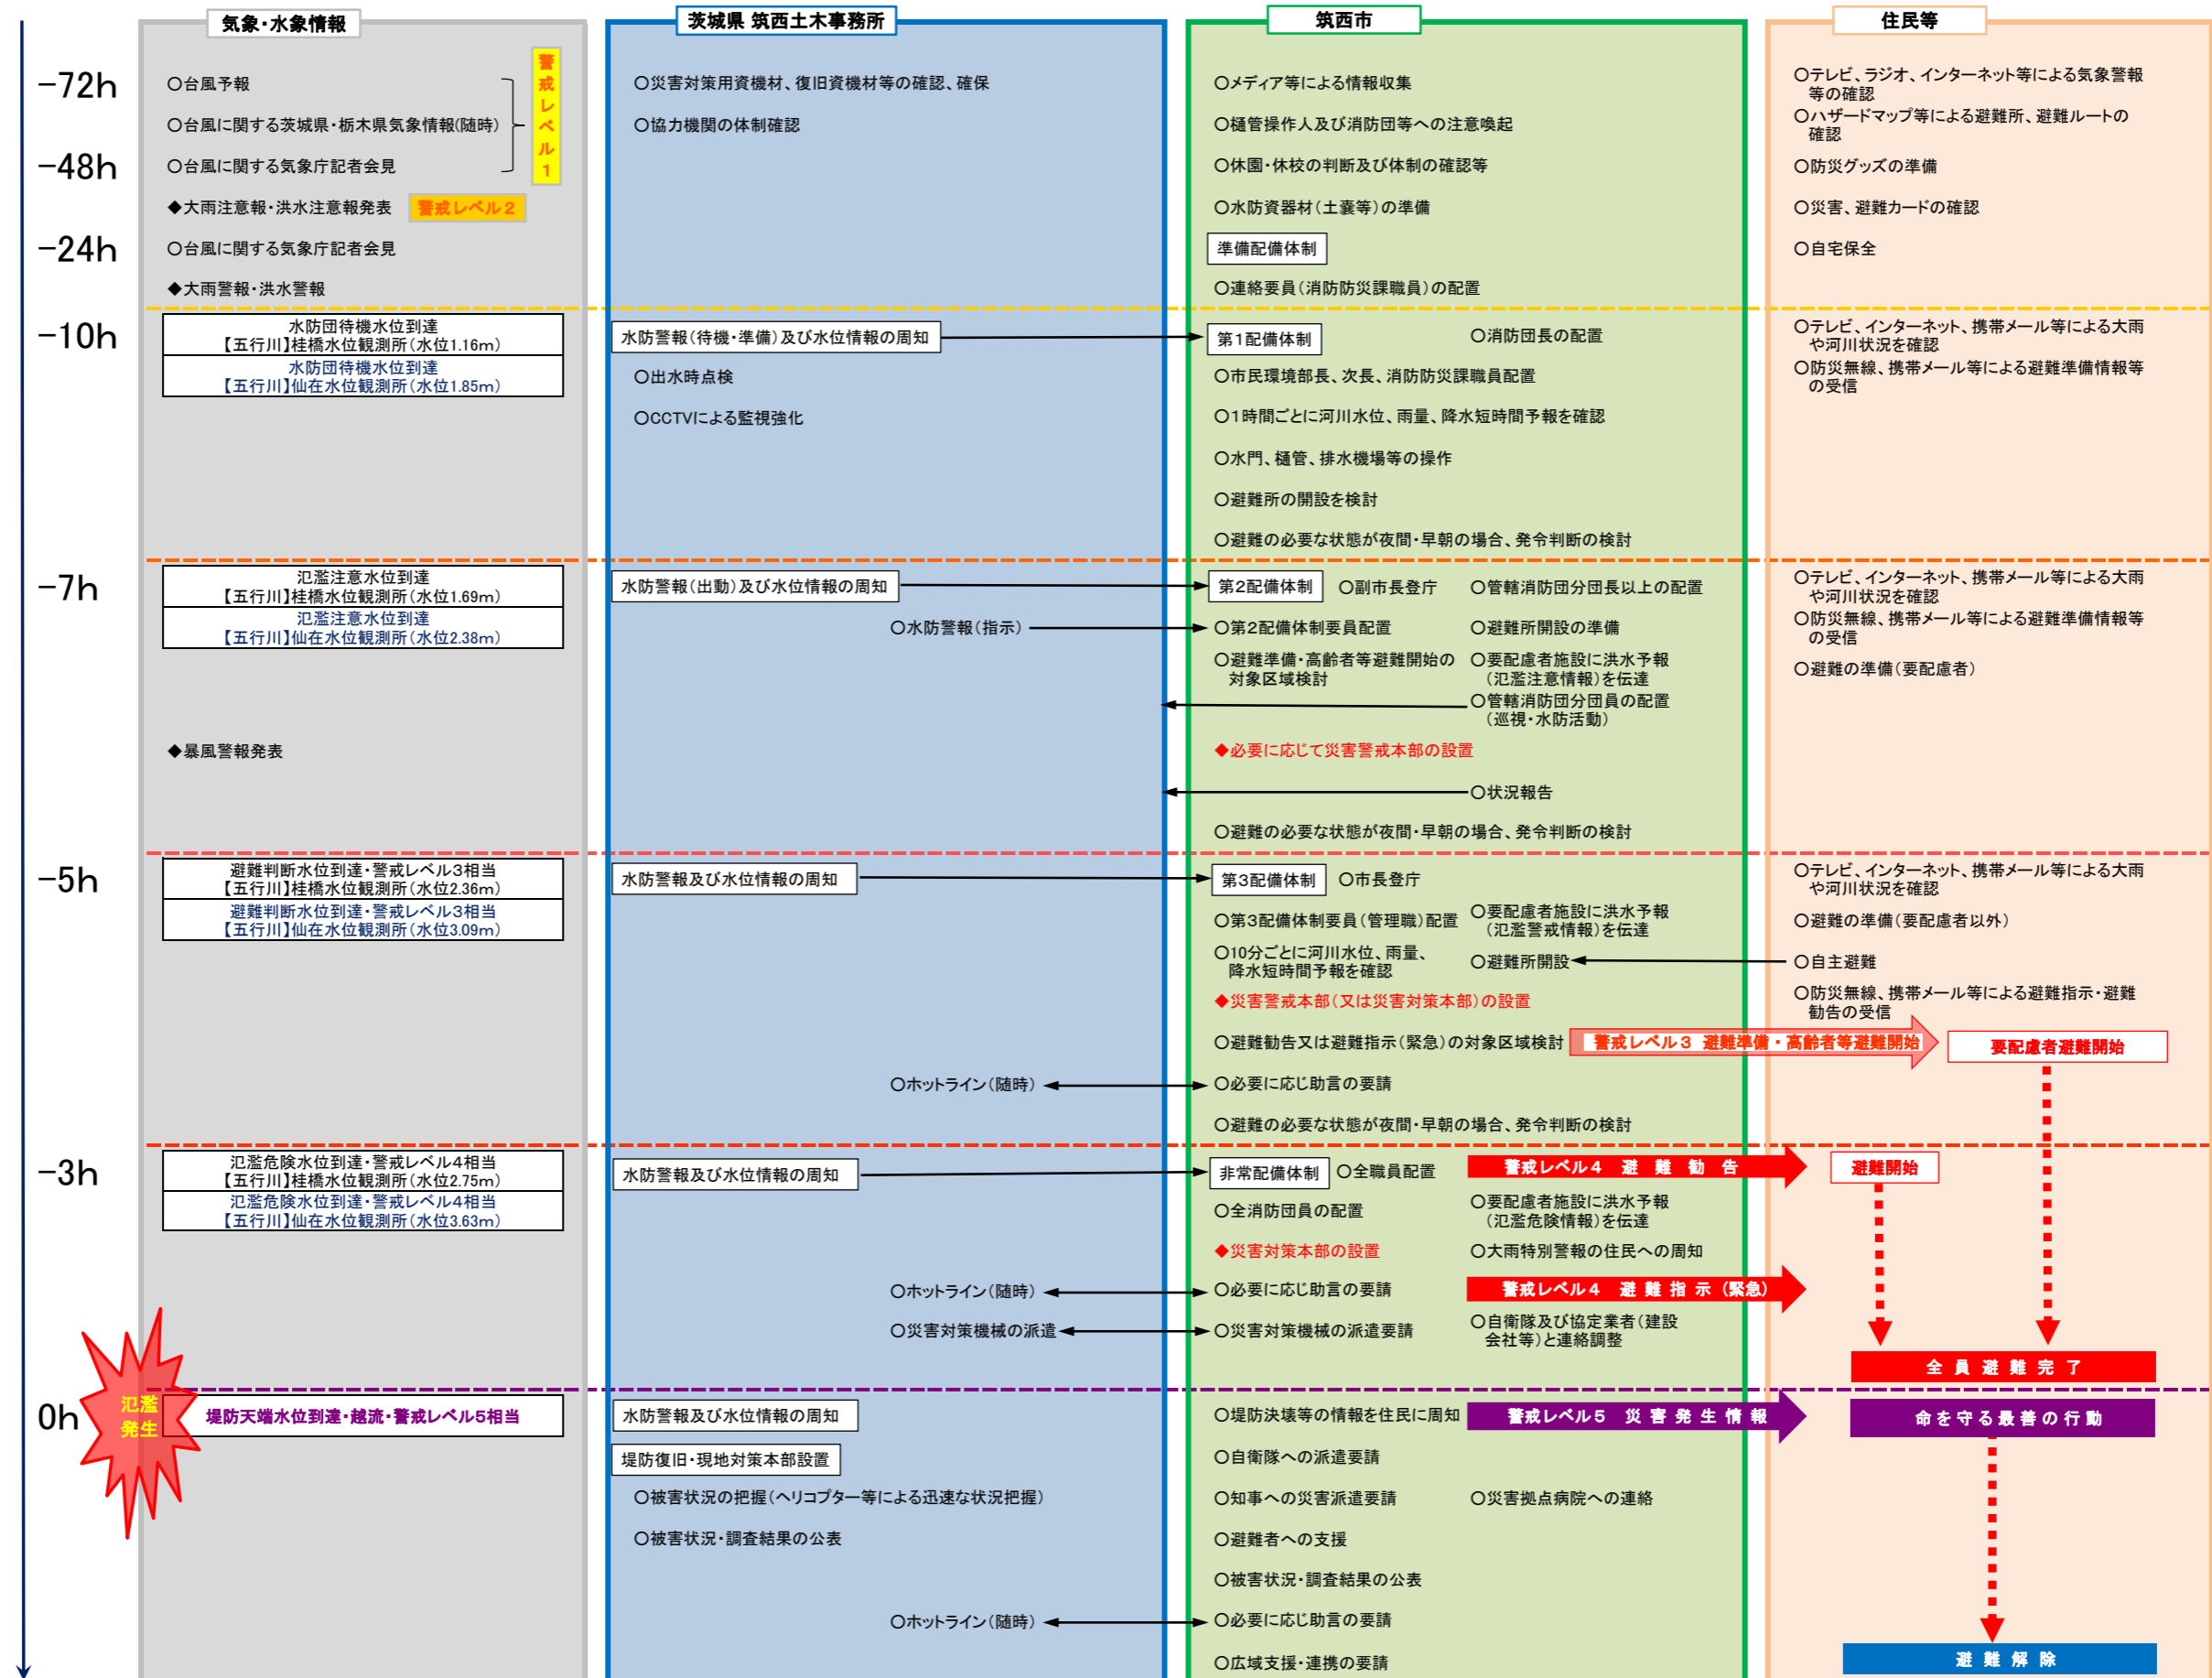 気象・水象情報
茨城県 筑西土木事務所
筑西市
住民等
-72h
-48h
-24h
-10h
-7h
-5h
-3h
0h
○台風予報
○台風に関する茨城県・栃木県気象情報(随時)
○台風に関する気象庁記者会見
警戒レベル1
◆大雨注意報・洪水注意報発表
警戒レベル2
○台風に関する気象庁記者会見
◆大雨警報・洪水警報
水防団待機水位到達
【五行川】桂橋水位観測所(水位1.16m)
水防団待機水位到達
【五行川】仙在水位観測所(水位1.85m)
氾濫注意水位到達
【五行川】桂橋水位観測所(水位1.69m)
氾濫注意水位到達
【五行川】仙在水位観測所(水位2.38m)
◆暴風警報発表
避難判断水位到達・警戒レベル3相当
【五行川】桂橋水位観測所(水位2.36m)
避難判断水位到達・警戒レベル3相当
【五行川】仙在水位観測所(水位3.09m)
氾濫危険水位到達・警戒レベル4相当
【五行川】桂橋水位観測所(水位2.75m)
氾濫危険水位到達・警戒レベル4相当
【五行川】仙在水位観測所(水位3.63m)
氾濫
発生
堤防天端水位到達・越流・警戒レベル5相当
○災害対策用資機材、復旧資機材等の確認、確保
○協力機関の体制確認
水防警報(待機・準備)及び水位情報の周知
○出水時点検
○CCTVによる監視強化
水防警報(出動)及び水位情報の周知
○水防警報(指示)
水防警報及び水位情報の周知
○ホットライン(随時)
水防警報及び水位情報の周知
○ホットライン(随時)
○災害対策機械の派遣
水防警報及び水位情報の周知
堤防復旧・現地対策本部設置
○被害状況の把握(ヘリコプター等による迅速な状況把握)
○被害状況・調査結果の公表
○ホットライン(随時)
○メディア等による情報収集
○樋管操作人及び消防団等への注意喚起
○休園・休校の判断及び体制の確認等
○水防資器材(土嚢等)の準備
準備配備体制
○連絡要員(消防防災課職員)の配置
第1配備体制
○消防団長の配置
○市民環境部長、次長、消防防災課職員配置
○1時間ごとに河川水位、雨量、降水短時間予報を確認
○水門、樋管、排水機場等の操作
○避難所の開設を検討
○避難の必要な状態が夜間・早朝の場合、発令判断の検討
第2配備体制
○副市長登庁
○管轄消防団分団長以上の配置
○第2配備体制要員配置
○避難所開設の準備
○避難準備・高齢者等避難開始の
対象区域検討
○要配慮者施設に洪水予報
(氾濫注意情報)を伝達
○管轄消防団分団員の配置
(巡視・水防活動)
◆必要に応じて災害警戒本部の設置
○状況報告
○避難の必要な状態が夜間・早朝の場合、発令判断の検討
第3配備体制
○市長登庁
○第3配備体制要員(管理職)配置
○要配慮者施設に洪水予報
(氾濫警戒情報)を伝達
○10分ごとに河川水位、雨量、
降水短時間予報を確認
○避難所開設
◆災害警戒本部(又は災害対策本部)の設置
○避難勧告又は避難指示(緊急)の対象区域検討
警戒レベル3 避難準備・高齢者等避難開始
○必要に応じ助言の要請
○避難の必要な状態が夜間・早朝の場合、発令判断の検討
非常配備体制
○全職員配置
警戒レベル4 避 難 勧 告
○全消防団員の配置
○要配慮者施設に洪水予報
(氾濫危険情報)を伝達
◆災害対策本部の設置
○大雨特別警報の住民への周知
○必要に応じ助言の要請
警戒レベル4 避 難 指 示 (緊急)
○災害対策機械の派遣要請
○自衛隊及び協定業者(建設
会社等)と連絡調整
○堤防決壊等の情報を住民に周知
警戒レベル5 災 害 発 生 情 報
○自衛隊への派遣要請
○知事への災害派遣要請
○災害拠点病院への連絡
○避難者への支援
○被害状況・調査結果の公表
○必要に応じ助言の要請
○広域支援・連携の要請
○テレビ、ラジオ、インターネット等による気象警報
等の確認
○ハザードマップ等による避難所、避難ルートの
確認
○防災グッズの準備
○災害、避難カードの確認
○自宅保全
○テレビ、インターネット、携帯メール等による大雨
や河川状況を確認
○防災無線、携帯メール等による避難準備情報等
の受信
○テレビ、インターネット、携帯メール等による大雨
や河川状況を確認
○防災無線、携帯メール等による避難準備情報等
の受信
○避難の準備(要配慮者)
○テレビ、インターネット、携帯メール等による大雨
や河川状況を確認
○避難の準備(要配慮者以外)
○自主避難
○防災無線、携帯メール等による避難指示・避難
勧告の受信
要配慮者避難開始
避難開始
全 員 避 難 完 了
命 を 守 る 最 善 の 行 動
避 難 解 除